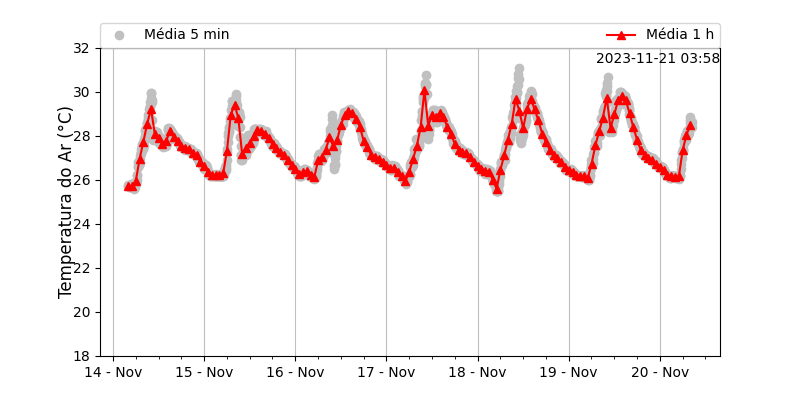 Média 5 min
Média 1 h
2023-11-21 03:58
Temperatura do Ar (°C)
32
30
28
26
24
22
20
18
14 - Nov
15 - Nov
16 - Nov
17 - Nov
18 - Nov
19 - Nov
20 - Nov